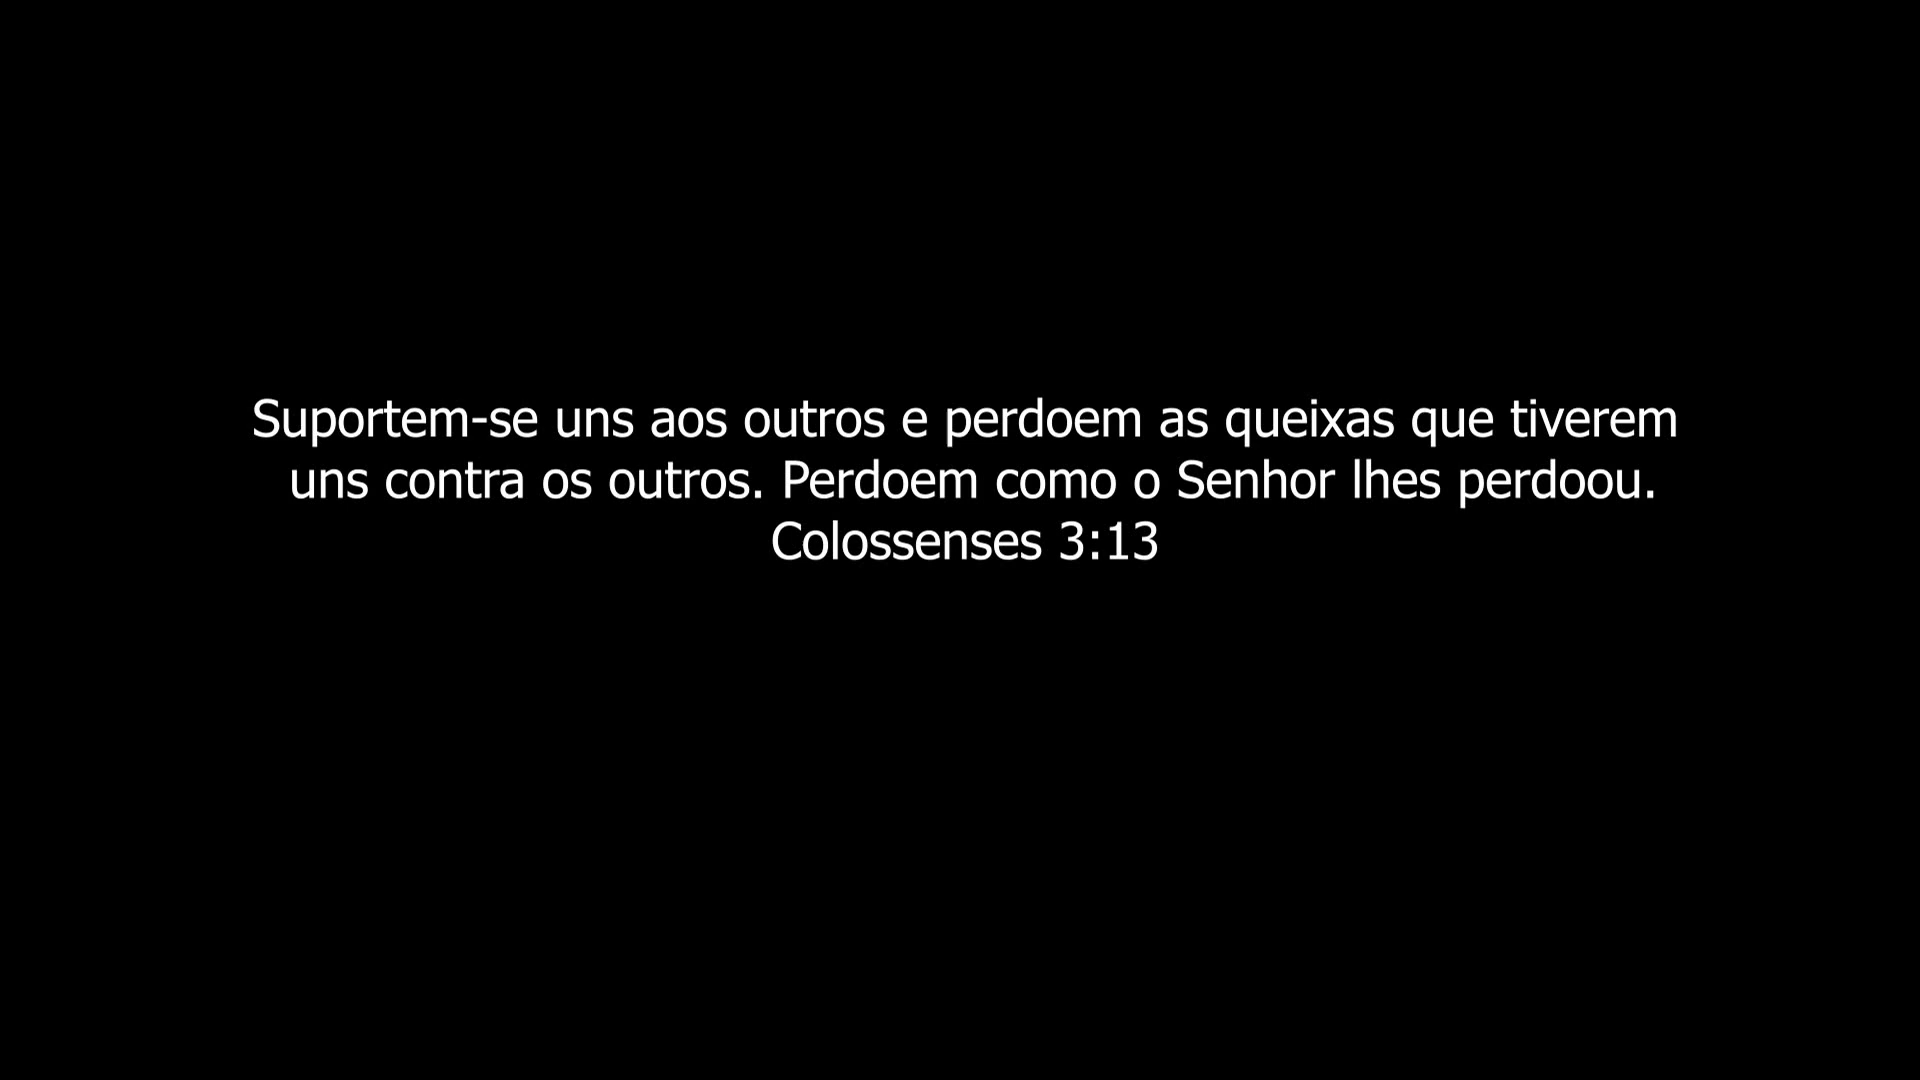 Suportem-se uns aos outros e perdoem as queixas que tiverem
uns contra os outros. Perdoem como o Senhor lhes perdoou.
Colossenses 3:13